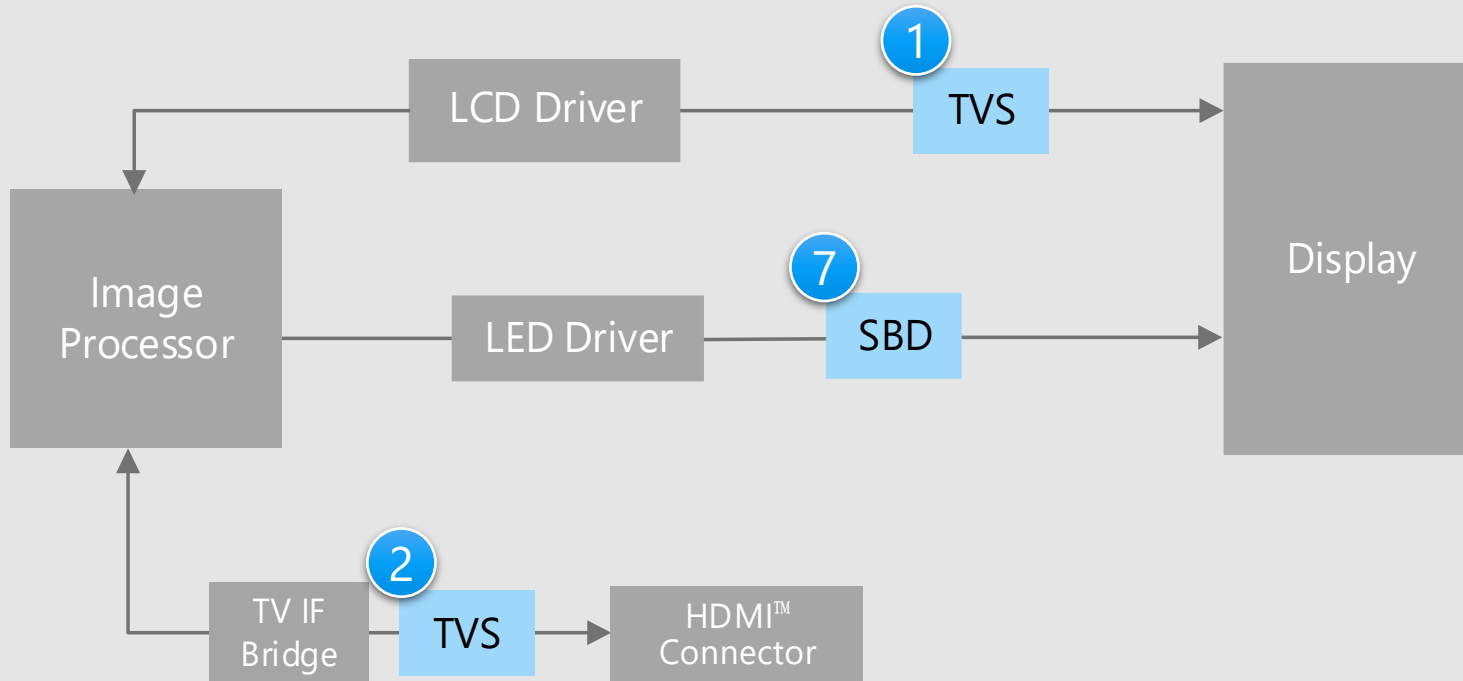 1
LCD Driver
TVS
Image
Processor
7
LED Driver
SBD
Display
2
TV IF
Bridge
TVS
HDMI™
Connector